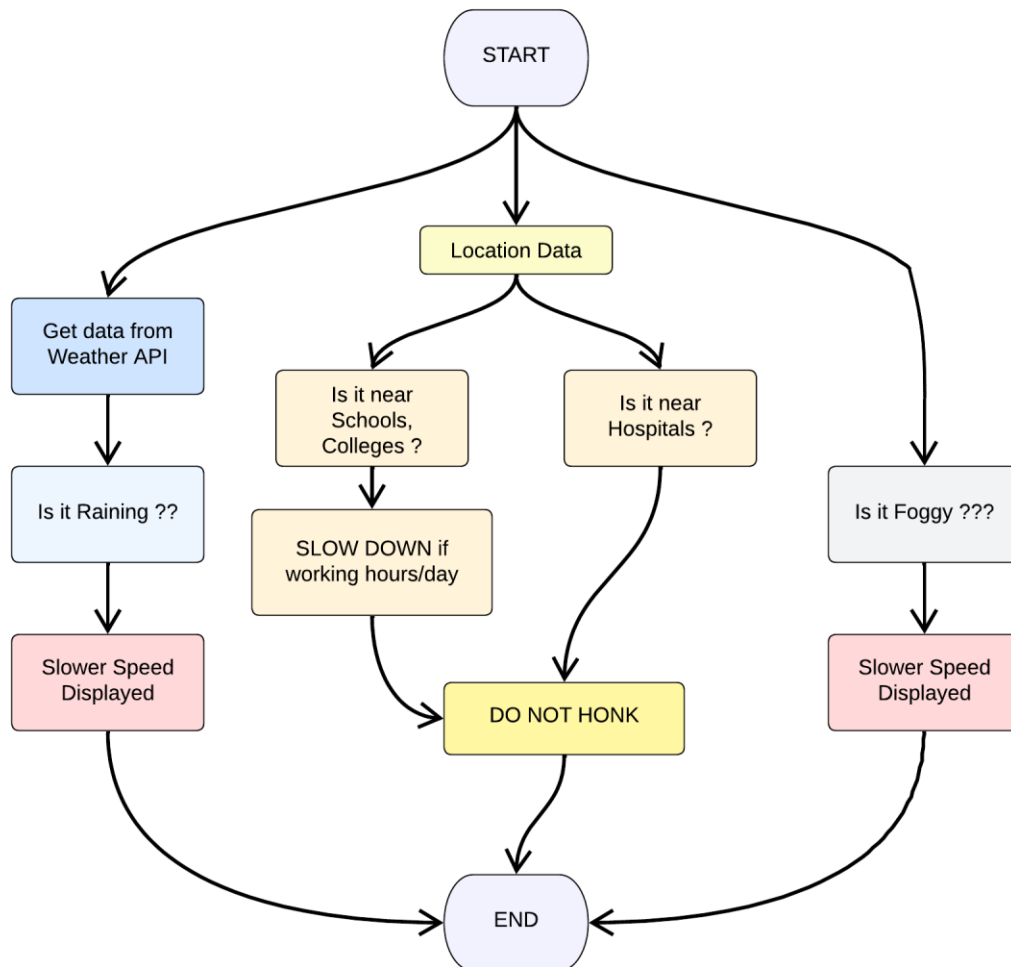 START
Location Data
Get data from
Weather API
Is it near
Schools,
Colleges ?
Is it near
Hospitals ?
Is it Raining ??
SLOW DOWN if
working hours/day
Is it Foggy ???
Slower Speed
Displayed
DO NOT HONK
Slower Speed
Displayed
END